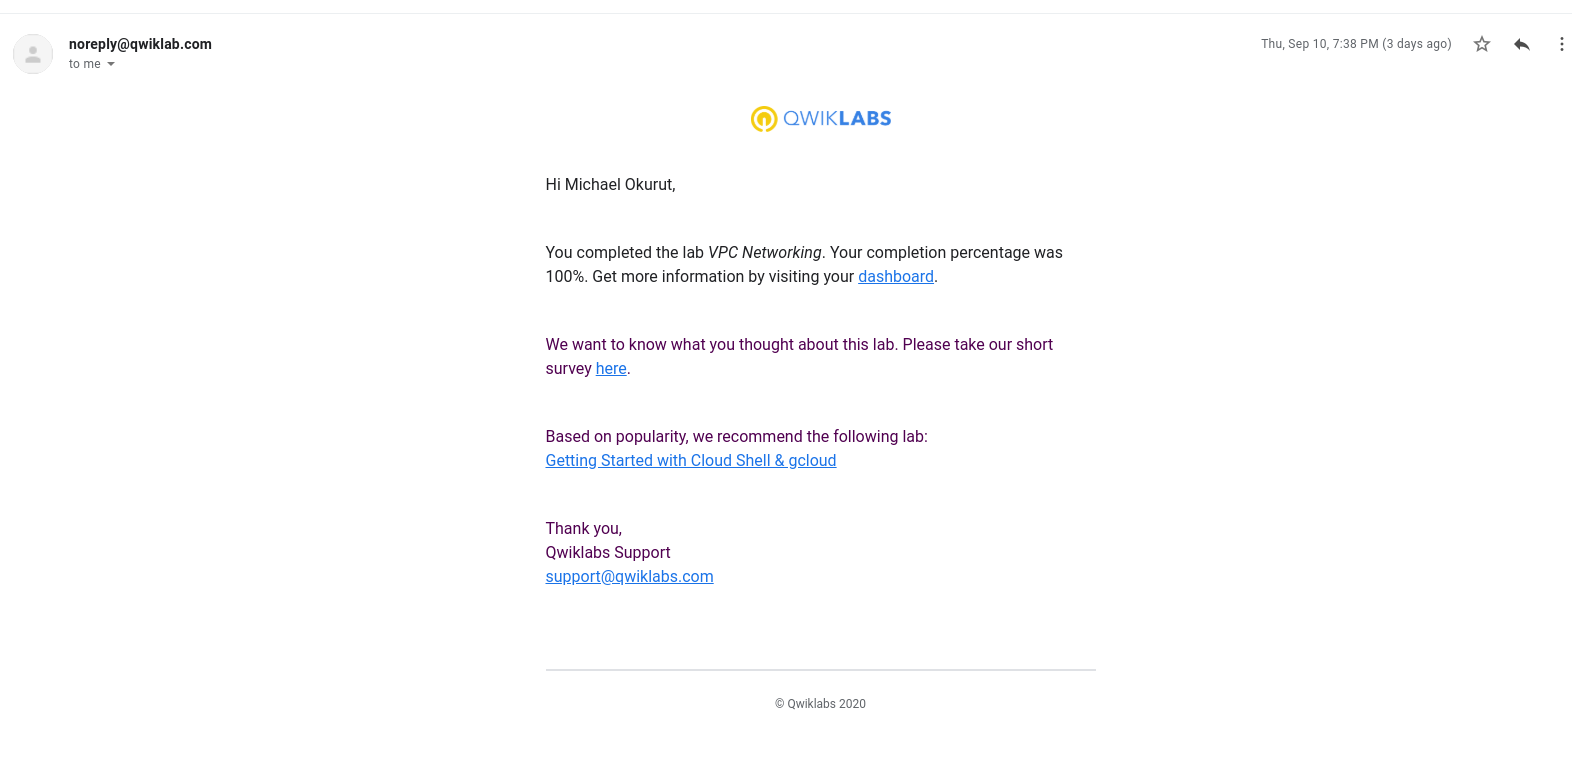 noreply@qwiklab.com
Thu, Sep 10, 7:38 PM (3 days ago)
to me
QWIKLABS
Hi Michael Okurut,
You completed the lab VPC Networking. Your completion percentage was
100%. Get more information by visiting your dashboard.
We want to know what you thought about this lab. Please take our short
survey here.
Based on popularity, we recommend the following lab:
Getting Started with Cloud Shell & gcloud
Thank you,
Qwiklabs Support
support@qwiklabs.com
© Qwiklabs 2020